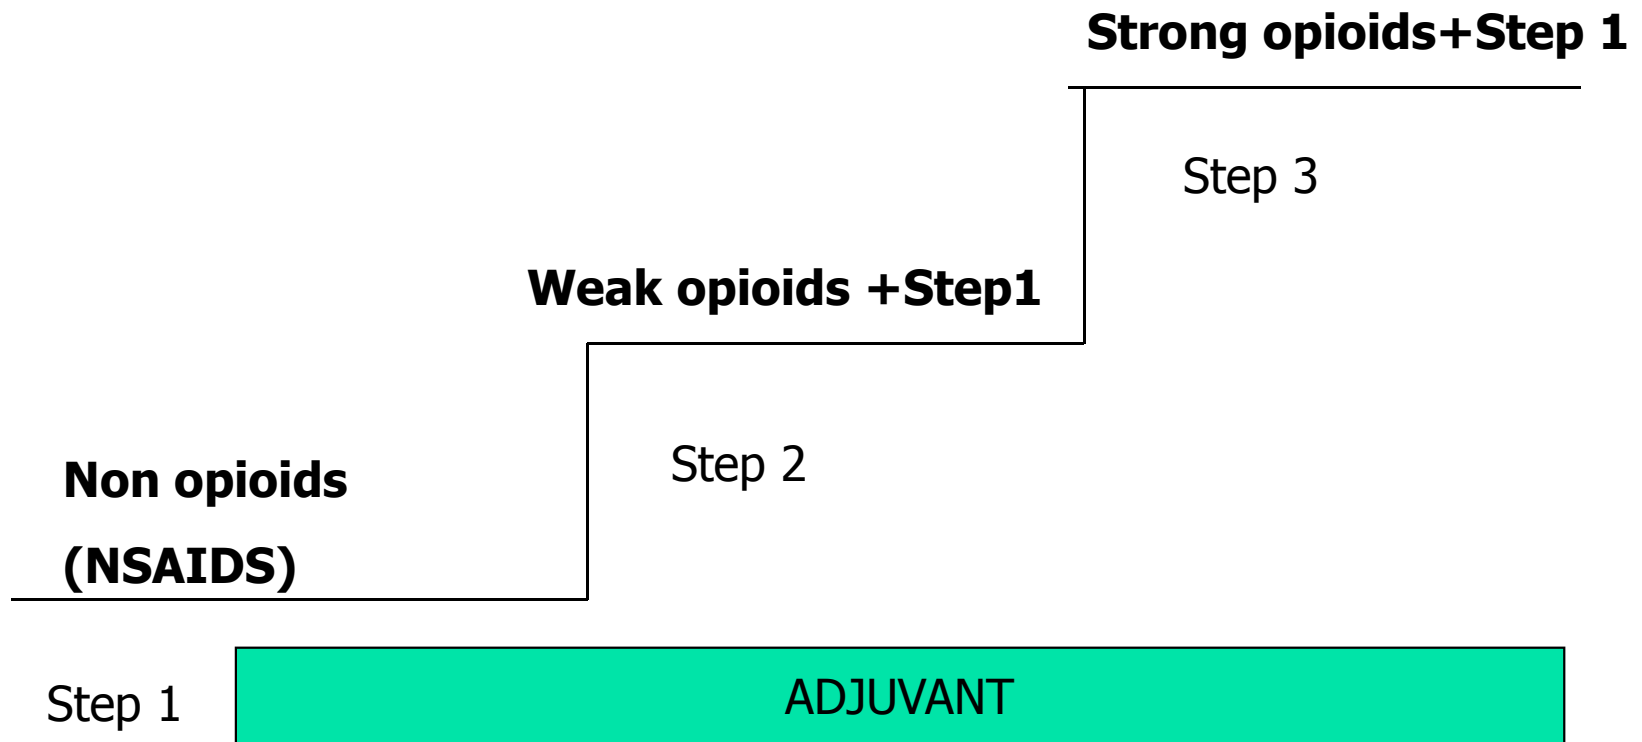 Strong opioids+Step 1
Step 3
Weak opioids +Step1
Step 2
Non opioids
(NSAIDS)
Step 1
ADJUVANT